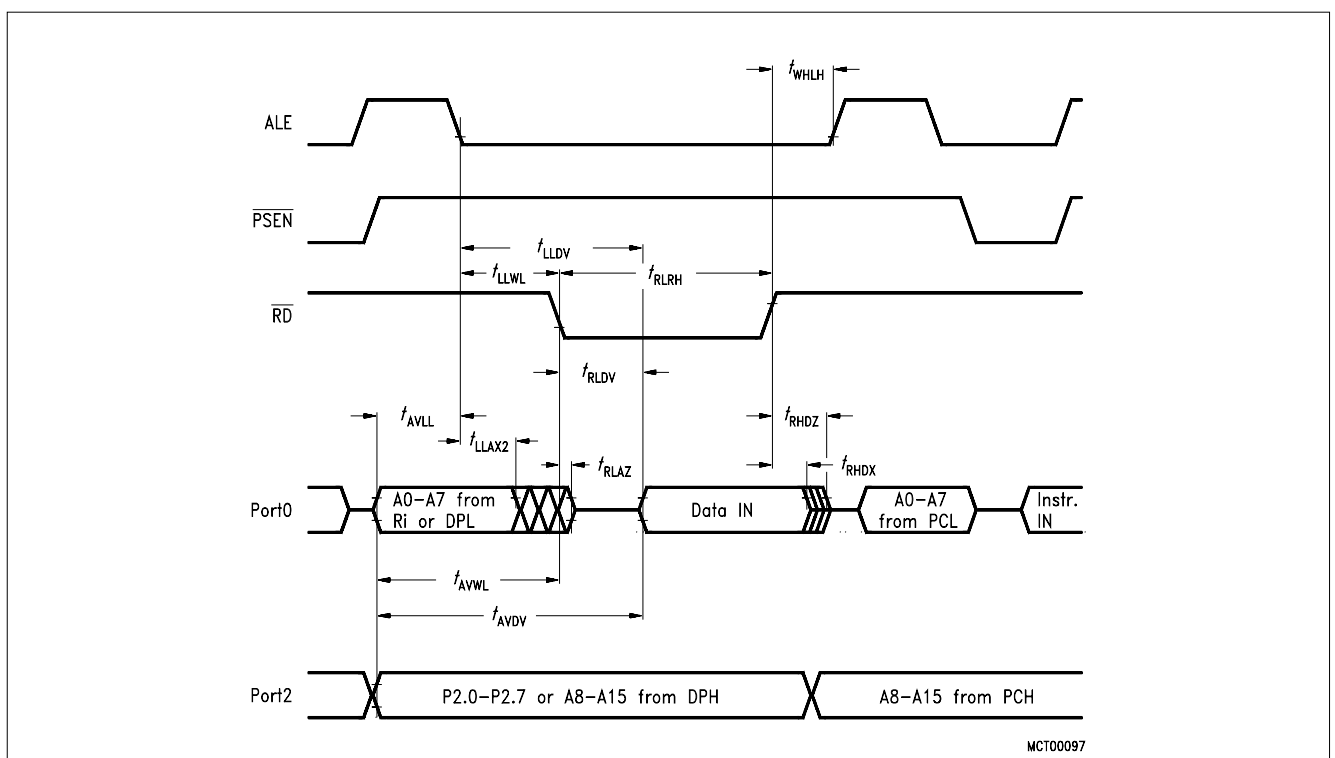 tWHLH
ALE
PSEN
tLLDV
tLLWL
tRLRH
RD
tRLDV
tAVLL
tRHDZ
tLLAX2
tRLAZ
tRHDX
Port0
A0–A7 from
Ri or DPL
Data IN
A0–A7
from PCL
Instr.
IN
tAVWL
tAVDV
Port2
P2.0–P2.7 or A8–A15 from DPH
A8–A15 from PCH
MCT00097